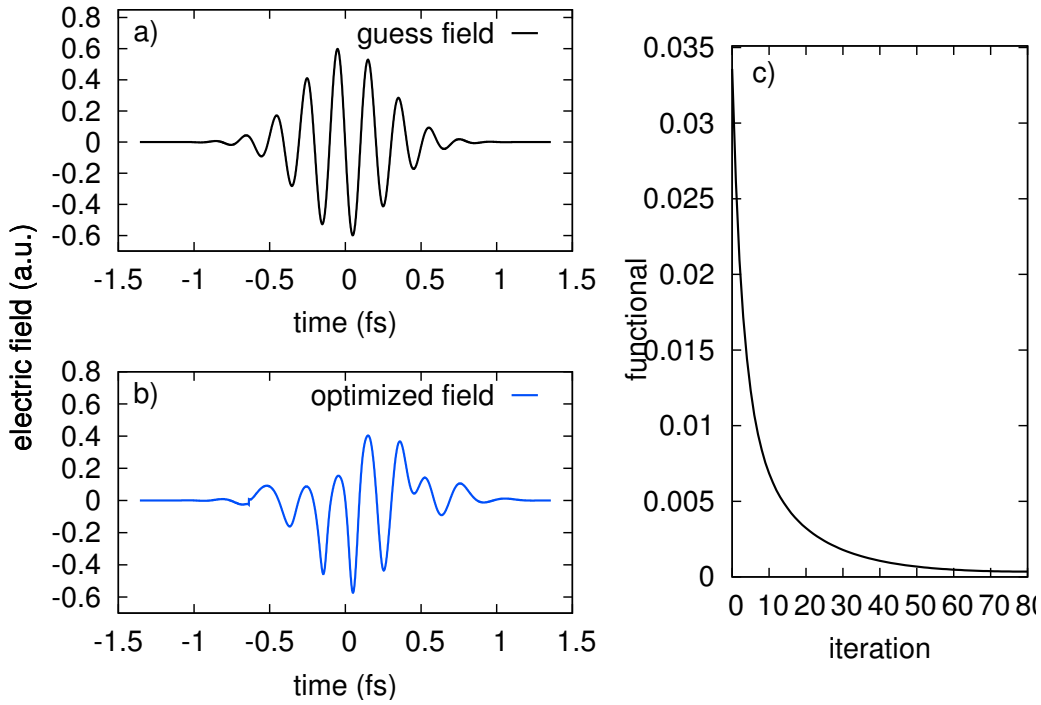 electric field (a.u.)
a)
guess field
0.8
0.6
0.4
0.2
0
-0.2
-0.4
-0.6
-1.5 -1 -0.5 0 0.5 1 1.5
time (fs)
b)
optimized field
0.8
0.6
0.4
0.2
0
-0.2
-0.4
-0.6
-1.5 -1 -0.5 0 0.5 1 1.5
time (fs)
c)
functional
0.035
0.03
0.025
0.02
0.015
0.01
0.005
0
0 10 20 30 40 50 60 70 80
iteration